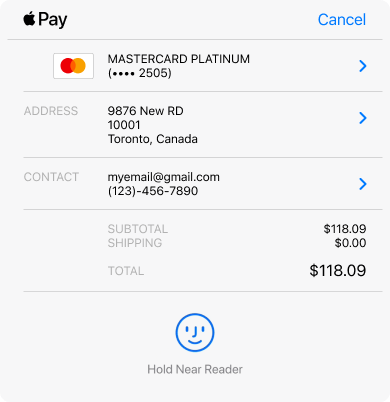 Pay Cancel
MASTERCARD PLATINUM
(•••• 2505)
ADDRESS 9876 New RD
10001
Toronto, Canada
CONTACT myemail@gmail.com
(123)-456-7890
SUBTOTAL $118.09
SHIPPING $0.00
TOTAL $118.09
Hold Near Reader